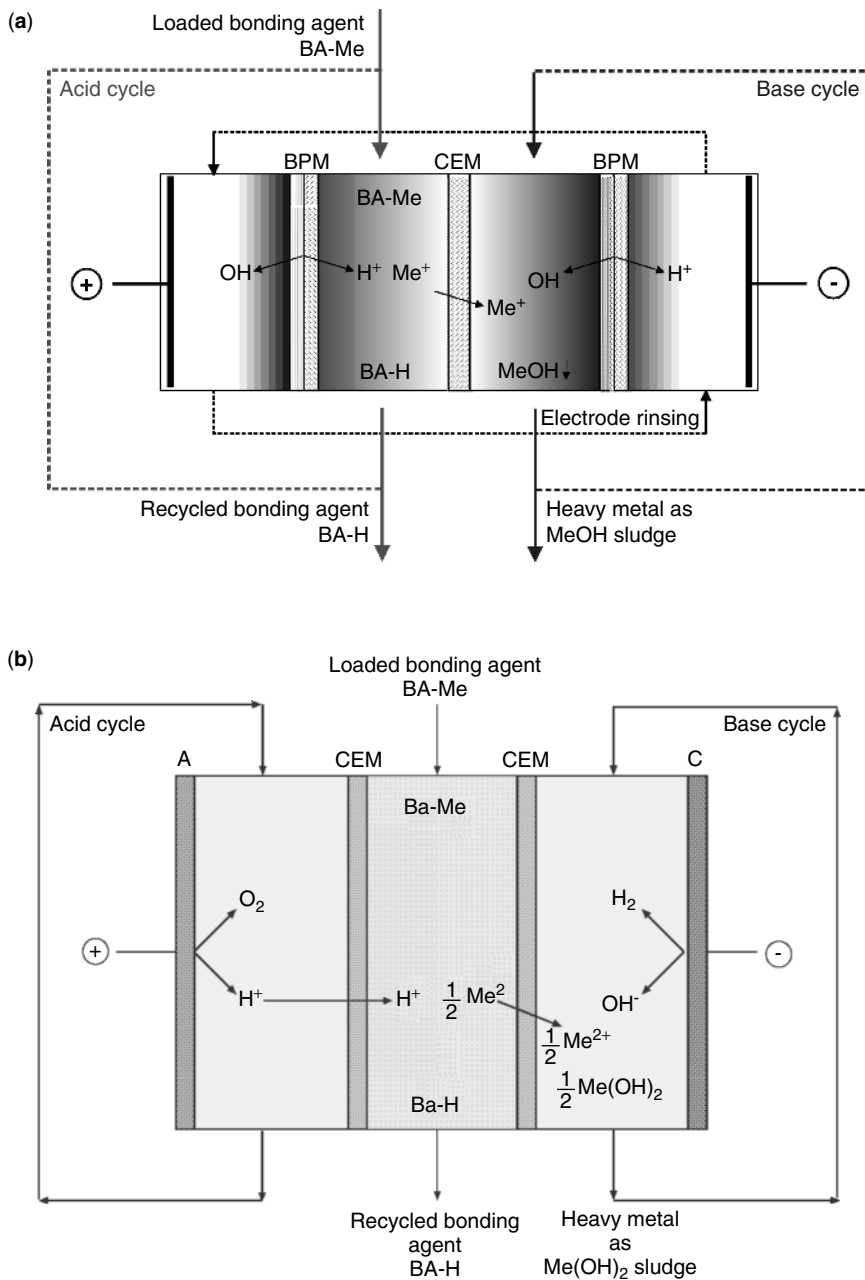 (a)
Loaded bonding agent
BA-Me
Acid cycle
Base cycle
BPM
CEM
BPM
BA-Me
OH
H⁺
Me⁺
Me⁺
OH
H⁺
+
-
BA-H
MeOH↓
Electrode rinsing
Recycled bonding agent
BA-H
Heavy metal as
MeOH sludge
(b)
Loaded bonding agent
BA-Me
Acid cycle
Base cycle
A
CEM
CEM
C
Ba-Me
O₂
H₂
+
-
H⁺
H⁺
½ Me²
OH⁻
½ Me²⁺
½ Me(OH)₂
Ba-H
Recycled bonding
agent
BA-H
Heavy metal
as
Me(OH)₂ sludge